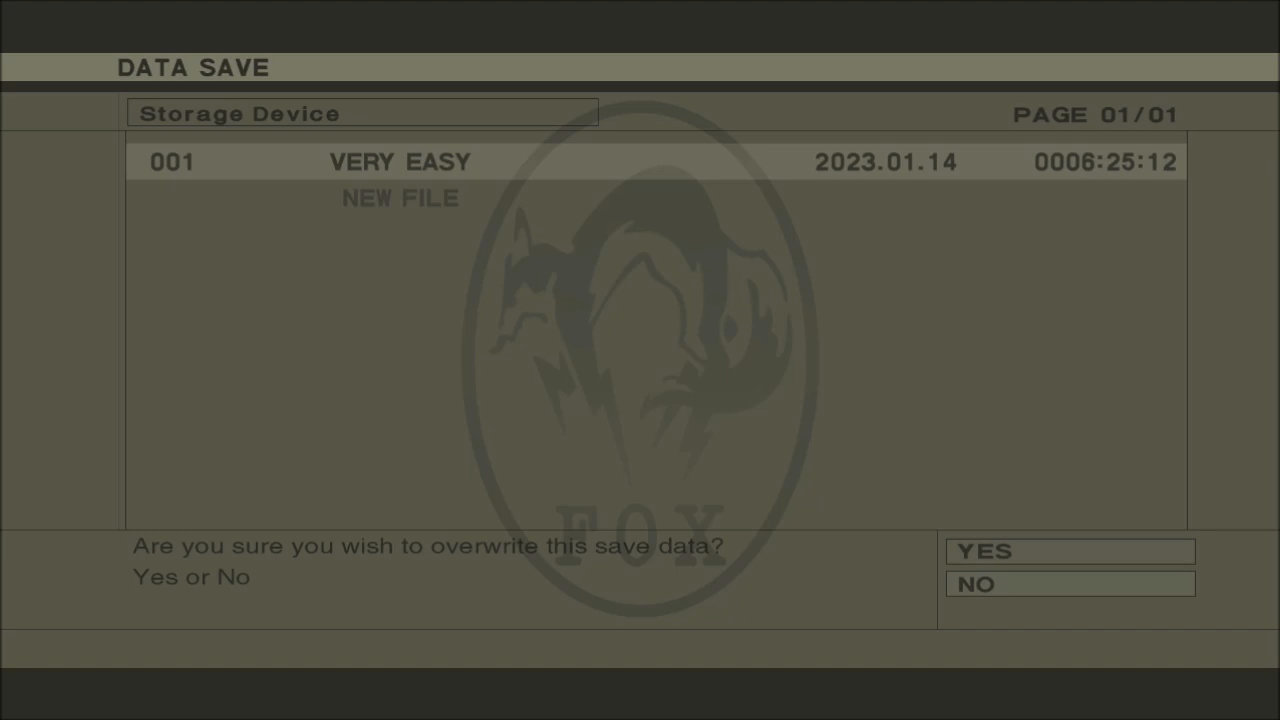 DATA SAVE
Storage Device PAGE 01/01
001 VERY EASY 2023.01.14 0006:25:12
NEW FILE
FOX
Are you sure you wish to overwrite this save data?
Yes or No
YES
NO